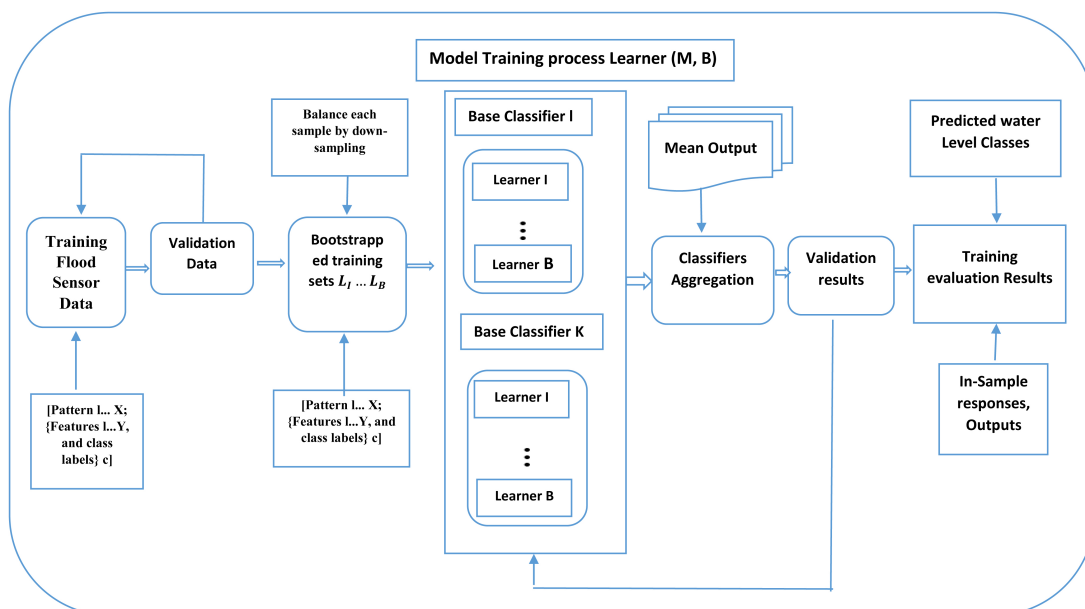 Model Training process Learner (M, B)
Balance each
sample by down-
sampling
Base Classifier l
Mean Output
Predicted water
Level Classes
Learner I
...
Learner B
Training
Flood
Sensor
Data
Validation
Data
Bootstrapp
ed training
sets L_I ... L_B
Classifiers
Aggregation
Validation
results
Training
evaluation Results
Base Classifier K
Learner I
...
Learner B
[Pattern l... X;
{Features l...Y,
and class
labels} c]
[Pattern l... X;
{Features l...Y, and
class labels} c]
In-Sample
responses,
Outputs